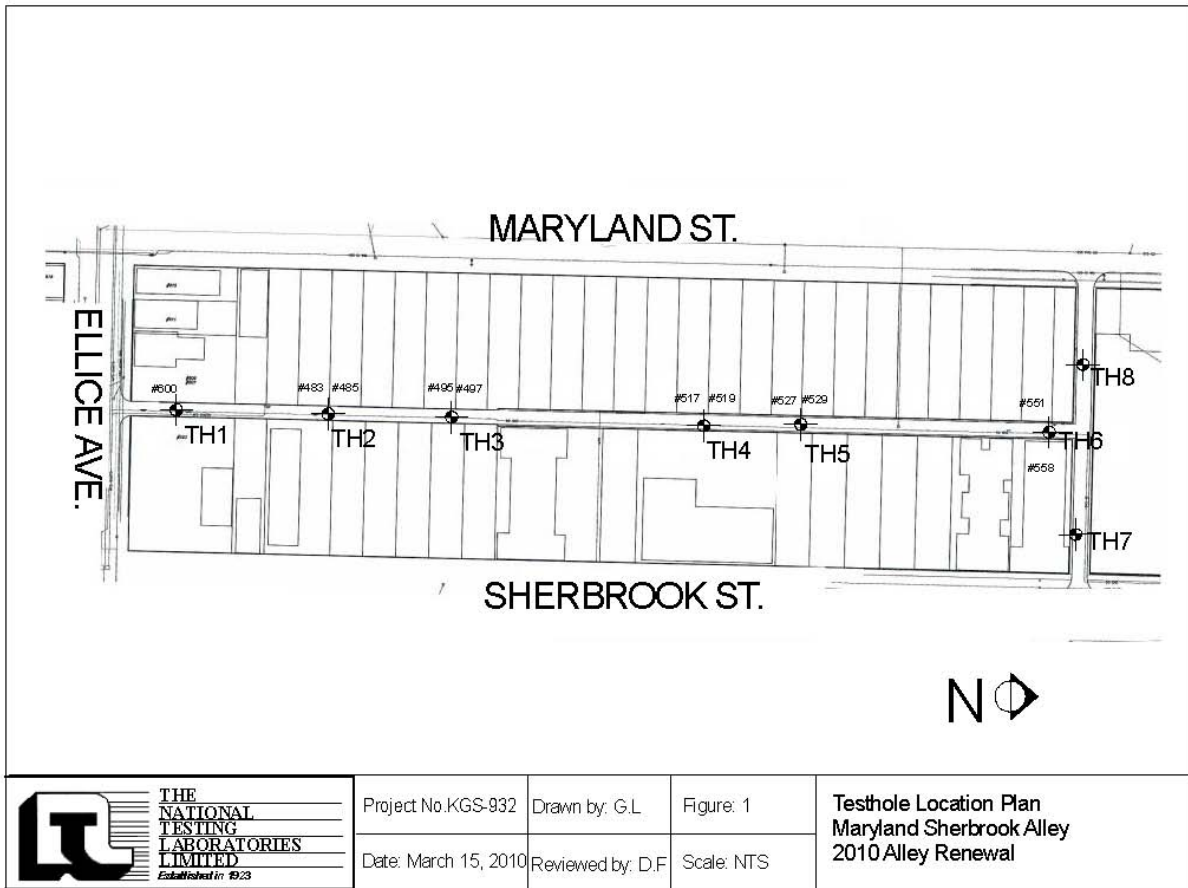 MARYLAND ST.
ELLICE AVE.
#600
#483 #485
#495 #497
#517 #519
#527 #529
#551
TH8
TH1
TH2
TH3
TH4
TH5
TH6
#558
TH7
SHERBROOK ST.
N
THE
NATIONAL
TESTING
LABORATORIES
LIMITED
Established in 1923
Project No.KGS-932
Drawn by: G.L
Figure: 1
Date: March 15, 2010
Reviewed by: D.F
Scale: NTS
Testhole Location Plan
Maryland Sherbrook Alley
2010 Alley Renewal